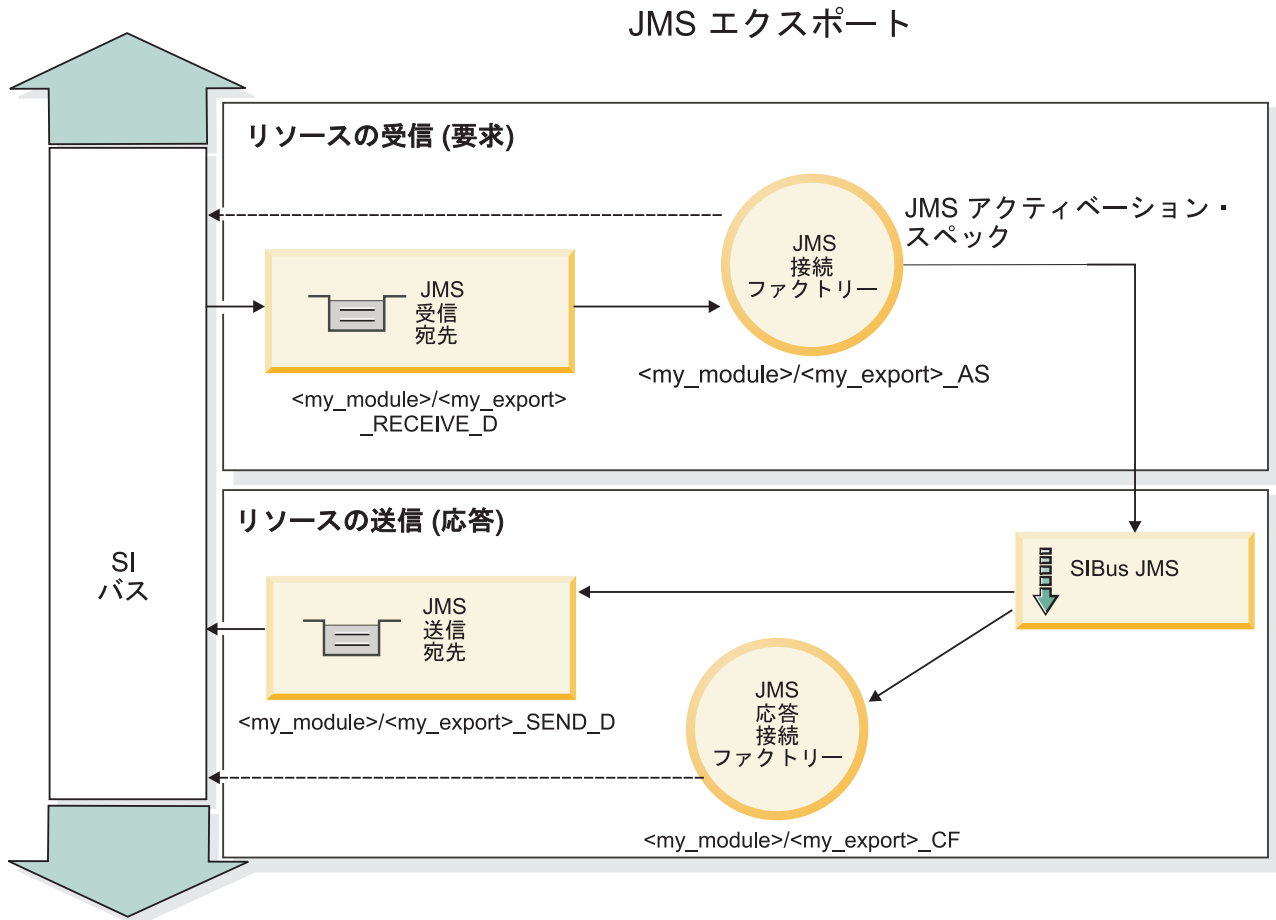 JMS エクスポート
リソースの受信 (要求)
JMS アクティベーション・
スペック
JMS
接続
ファクトリー
JMS
受信
宛先
<my_module>/<my_export>_AS
<my_module>/<my_export>
_RECEIVE_D
リソースの送信 (応答)
SI
バス
SIBus JMS
JMS
送信
宛先
JMS
応答
接続
ファクトリー
<my_module>/<my_export>_SEND_D
<my_module>/<my_export>_CF